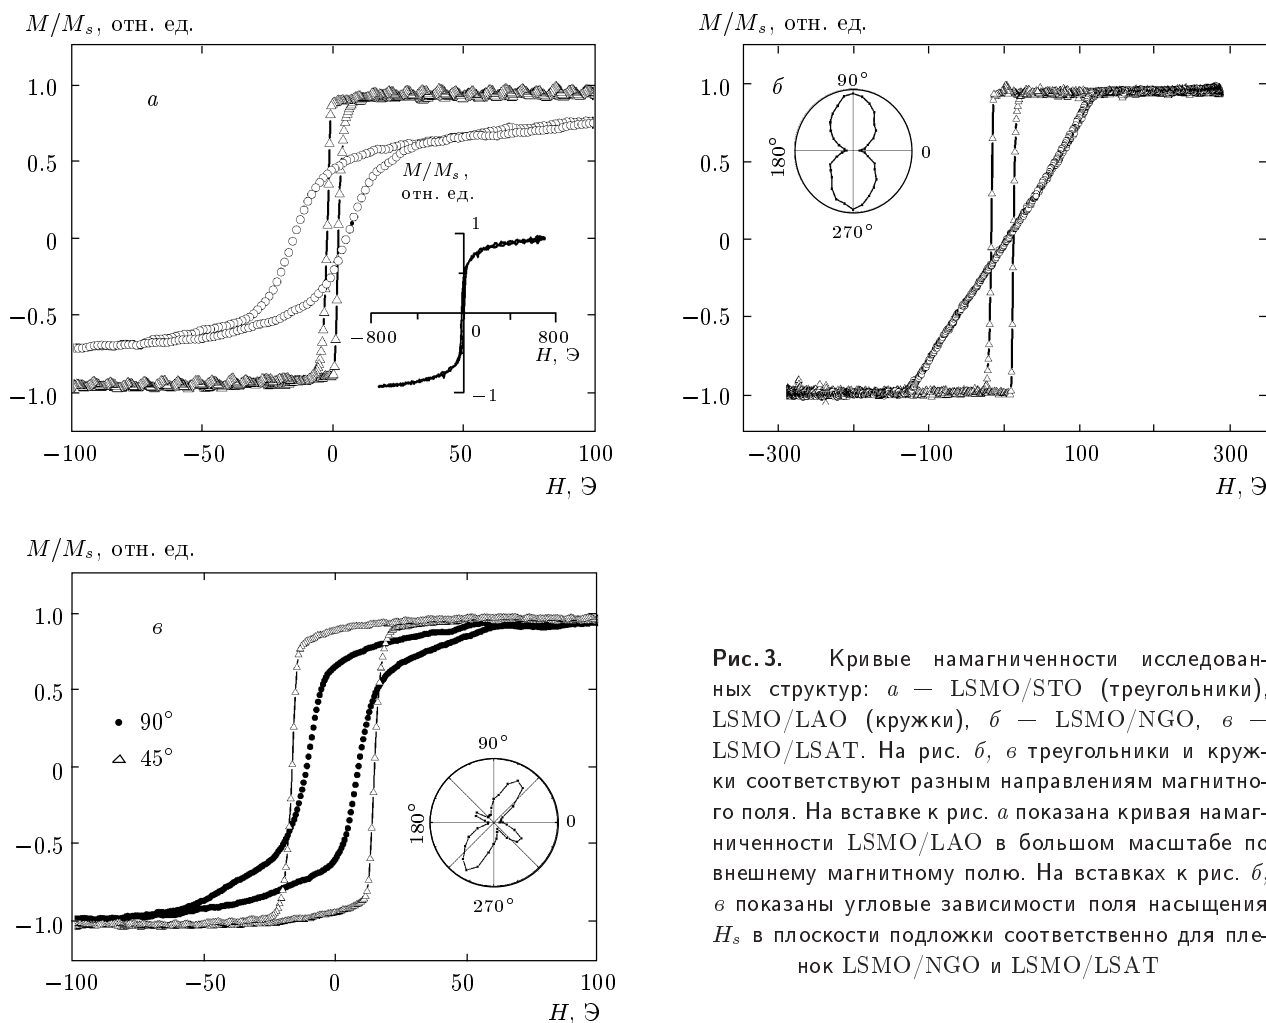 M/Mₛ, отн. ед.
1.0
0.5
0
−0.5
−1.0
а
M/Mₛ,
отн. ед.
1
−800
0
800
H, Э
−1
−100
−50
0
50
100
H, Э
M/Mₛ, отн. ед.
1.0
0.5
0
−0.5
−1.0
б
90°
180°
0
270°
−300
−100
100
300
H, Э
M/Mₛ, отн. ед.
1.0
0.5
0
−0.5
−1.0
в
90°
45°
90°
180°
0
270°
−100
−50
0
50
100
H, Э
Рис. 3. Кривые намагниченности исследован-
ных структур: а — LSMO/STO (треугольники),
LSMO/LAO (кружки), б — LSMO/NGO, в —
LSMO/LSAT. На рис. б, в треугольники и круж-
ки соответствуют разным направлениям магнитно-
го поля. На вставке к рис. а показана кривая намаг-
ниченности LSMO/LAO в большом масштабе по
внешнему магнитному полю. На вставках к рис. б,
в показаны угловые зависимости поля насыщения
Hₛ в плоскости подложки соответственно для пле-
нок LSMO/NGO и LSMO/LSAT